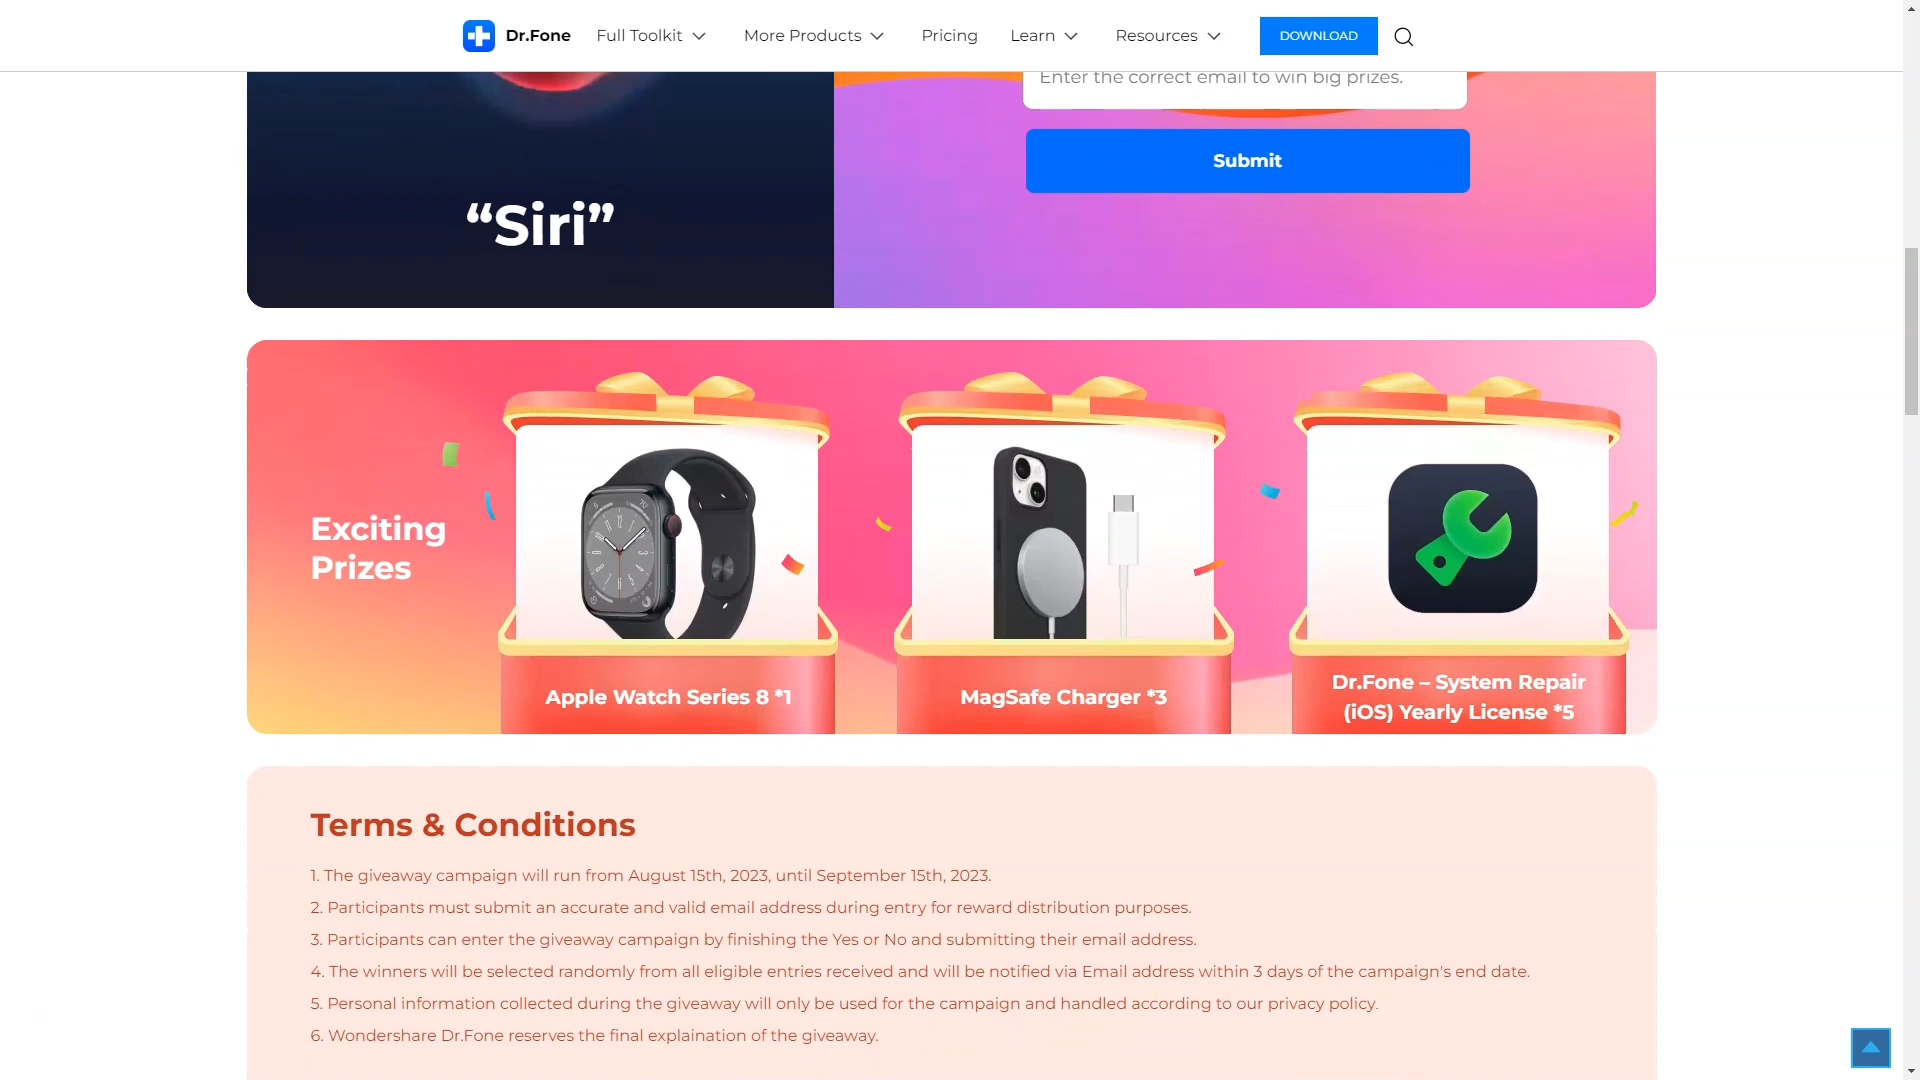 Dr.Fone Full Toolkit More Products Pricing Learn Resources DOWNLOAD
Enter the correct email to win big prizes.
Submit
“Siri”
Exciting
Prizes
Apple Watch Series 8 *1
MagSafe Charger *3
Dr.Fone – System Repair
(iOS) Yearly License *5
Terms & Conditions
1. The giveaway campaign will run from August 15th, 2023, until September 15th, 2023.
2. Participants must submit an accurate and valid email address during entry for reward distribution purposes.
3. Participants can enter the giveaway campaign by finishing the Yes or No and submitting their email address.
4. The winners will be selected randomly from all eligible entries received and will be notified via Email address within 3 days of the campaign's end date.
5. Personal information collected during the giveaway will only be used for the campaign and handled according to our privacy policy.
6. Wondershare Dr.Fone reserves the final explaination of the giveaway.